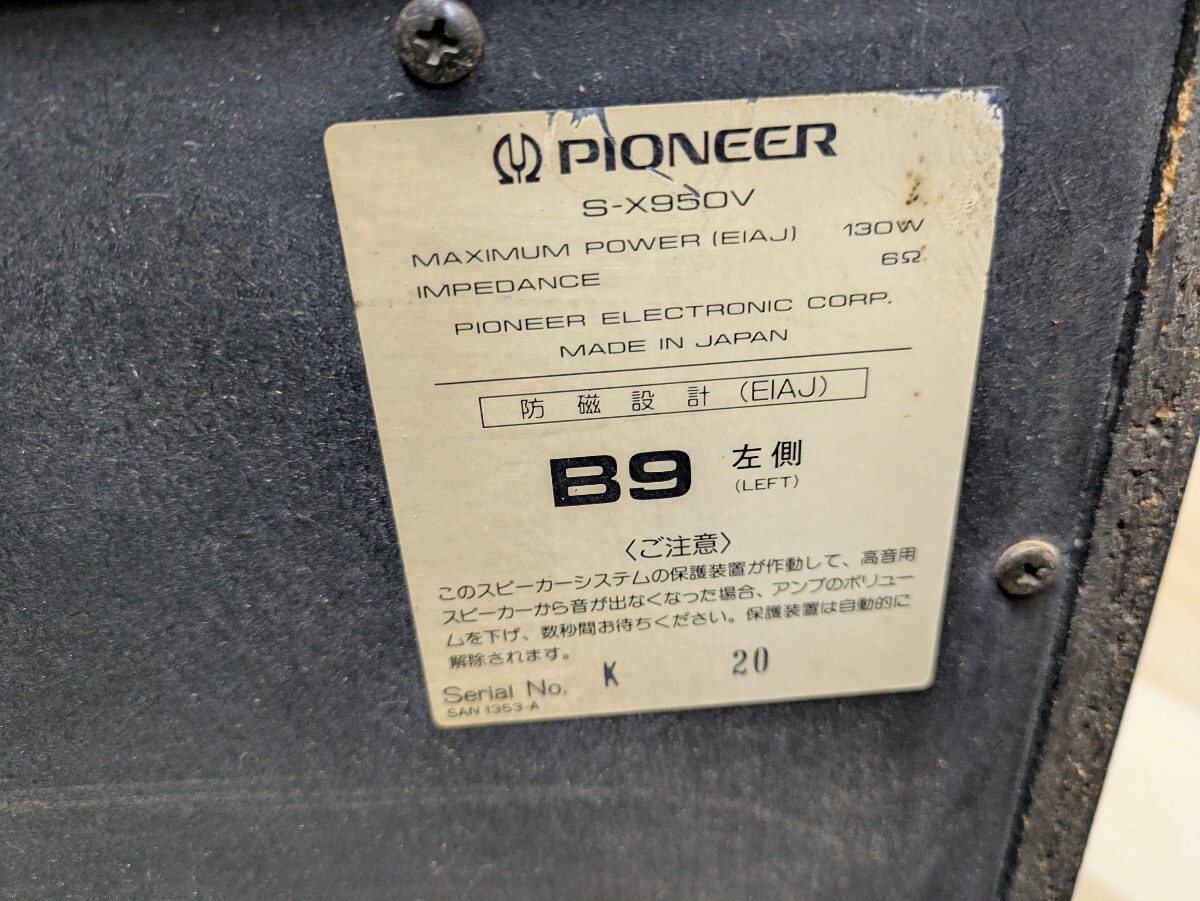 PIONEER
S-X950V
MAXIMUM POWER (EIAJ) 130W
IMPEDANCE 6Ω
PIONEER ELECTRONIC CORP.
MADE IN JAPAN
防磁設計 (EIAJ)
B9 左側
(LEFT)
〈ご注意〉
このスピーカーシステムの保護装置が作動して、高音用
スピーカーから音が出なくなった場合、アンプのボリュー
ムを下げ、数秒間お待ちください。保護装置は自動的に
解除されます。
Serial No. K 20
SAN 1353-A